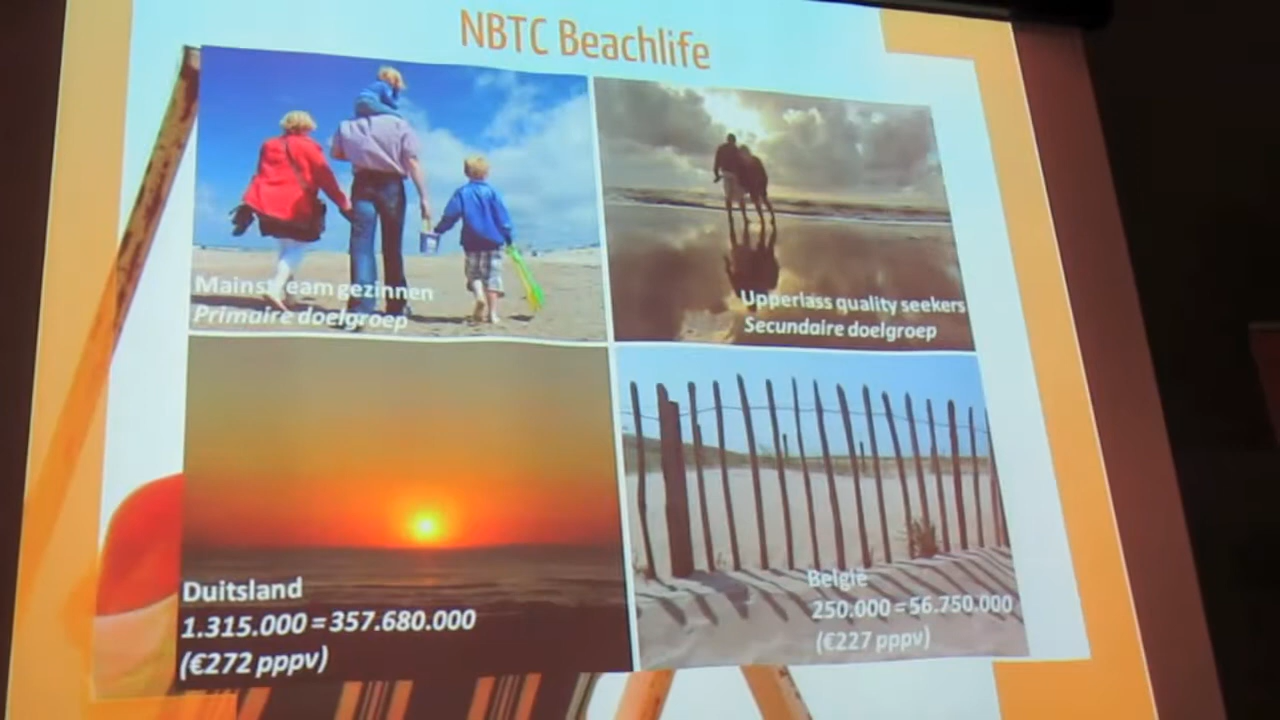 NBTC Beachlife
Mainstream gezinnen
Primaire doelgroep
Upperlass quality seekers
Secundaire doelgroep
Duitsland
1.315.000 = 357.680.000
(€272 pppv)
België
250.000 = 56.750.000
(€227 pppv)